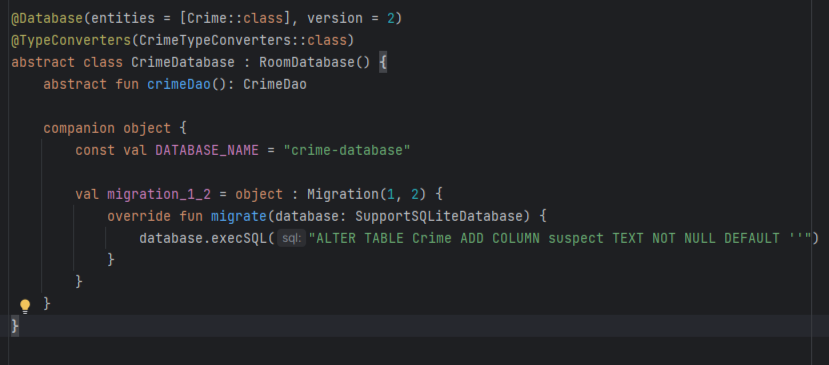 @Database(entities = [Crime::class], version = 2)
@TypeConverters(CrimeTypeConverters::class)
abstract class CrimeDatabase : RoomDatabase() {
    abstract fun crimeDao(): CrimeDao
    companion object {
        const val DATABASE_NAME = "crime-database"
        val migration_1_2 = object : Migration(1, 2) {
            override fun migrate(database: SupportSQLiteDatabase) {
                database.execSQL( sql: "ALTER TABLE Crime ADD COLUMN suspect TEXT NOT NULL DEFAULT ''")
            }
        }
    }
}